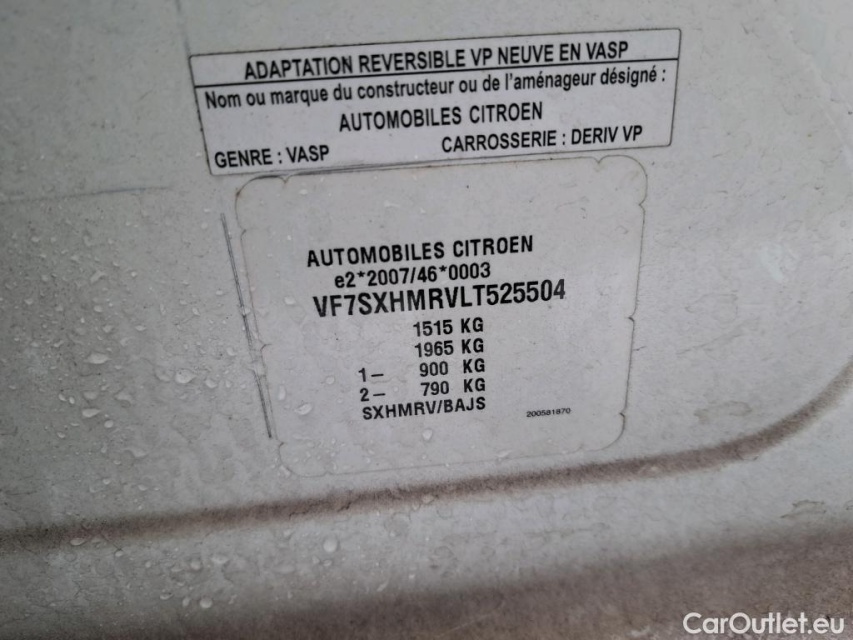 ADAPTATION REVERSIBLE VP NEUVE EN VASP
Nom ou marque du constructeur ou de l'aménageur désigné :
AUTOMOBILES CITROEN
GENRE : VASP CARROSSERIE : DERIV VP
AUTOMOBILES CITROEN
e2*2007/46*0003
VF7SXHMRVLT525504
1515 KG
1965 KG
1– 900 KG
2– 790 KG
SXHMRV/BAJS
200581870
CarOutlet.eu